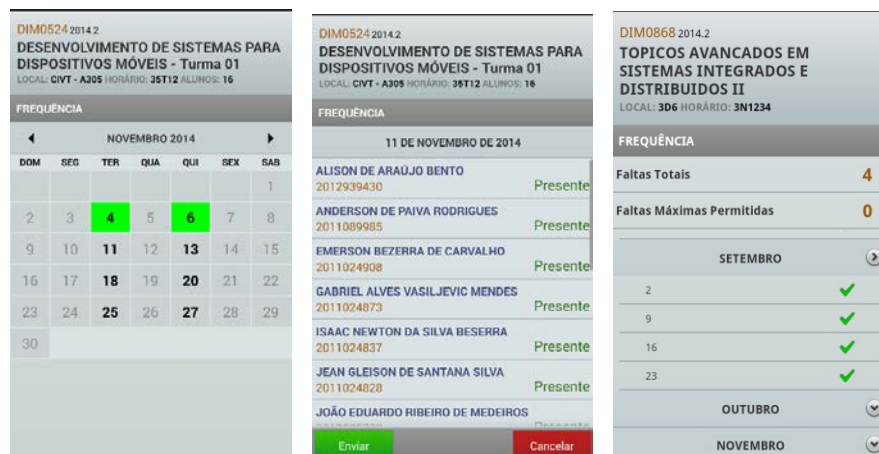 DIM0524 2014.2
DESENVOLVIMENTO DE SISTEMAS PARA
DISPOSITIVOS MÓVEIS - Turma 01
LOCAL: CIVT - A305 HORÁRIO: 35T12 ALUNOS: 16
FREQUÊNCIA
NOVEMBRO 2014
DOM SEG TER QUA QUI SEX SAB
1
2 3 4 5 6 7 8
9 10 11 12 13 14 15
16 17 18 19 20 21 22
23 24 25 26 27 28 29
30
DIM0524 2014.2
DESENVOLVIMENTO DE SISTEMAS PARA
DISPOSITIVOS MÓVEIS - Turma 01
LOCAL: CIVT - A305 HORÁRIO: 35T12 ALUNOS: 16
FREQUÊNCIA
11 DE NOVEMBRO DE 2014
ALISON DE ARAÚJO BENTO
2012939430 Presente
ANDERSON DE PAIVA RODRIGUES
2011089985 Presente
EMERSON BEZERRA DE CARVALHO
2011024908 Presente
GABRIEL ALVES VASILJEVIC MENDES
2011024873 Presente
ISAAC NEWTON DA SILVA BESERRA
2011024837 Presente
JEAN GLEISON DE SANTANA SILVA
2011024828 Presente
JOÃO EDUARDO RIBEIRO DE MEDEIROS
Enviar Cancelar
DIM0868 2014.2
TOPICOS AVANCADOS EM
SISTEMAS INTEGRADOS E
DISTRIBUIDOS II
LOCAL: 3D6 HORÁRIO: 3N1234
FREQUÊNCIA
Faltas Totais 4
Faltas Máximas Permitidas 0
SETEMBRO
2
9
16
23
OUTUBRO
NOVEMBRO